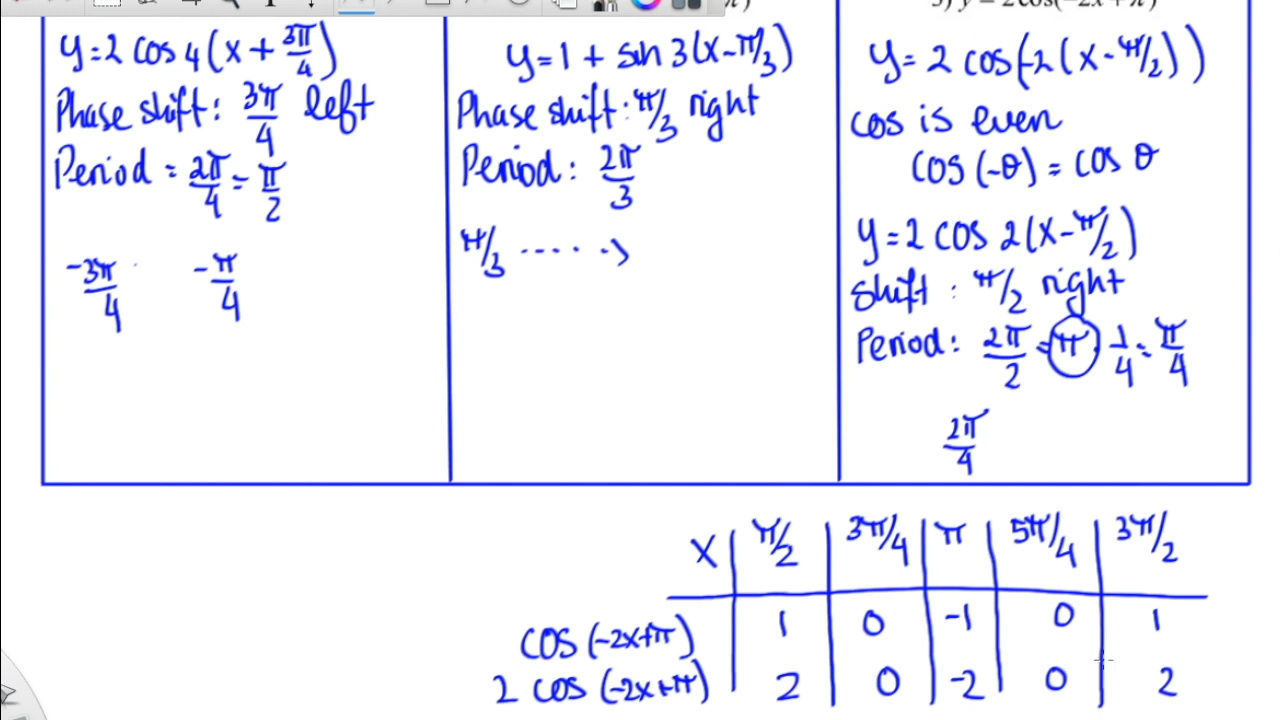 y=2 cos 4(x + 3π/4)
Phase shift: 3π/4 left
Period = 2π/4 = π/2
-3π/4 -π/4
y=1 + sin 3(x-π/3)
Phase shift: π/3 right
Period: 2π/3
π/3 ----->
y= 2 cos(-2(x-π/2))
cos is even
cos(-θ) = cos θ
y=2 cos 2(x-π/2)
shift: π/2 right
Period: 2π/2 = π · 1/4 = π/4
2π/4
x π/2 3π/4 π 5π/4 3π/2
cos(-2x+π) 1 0 -1 0 1
2 cos(-2x+π) 2 0 -2 0 2